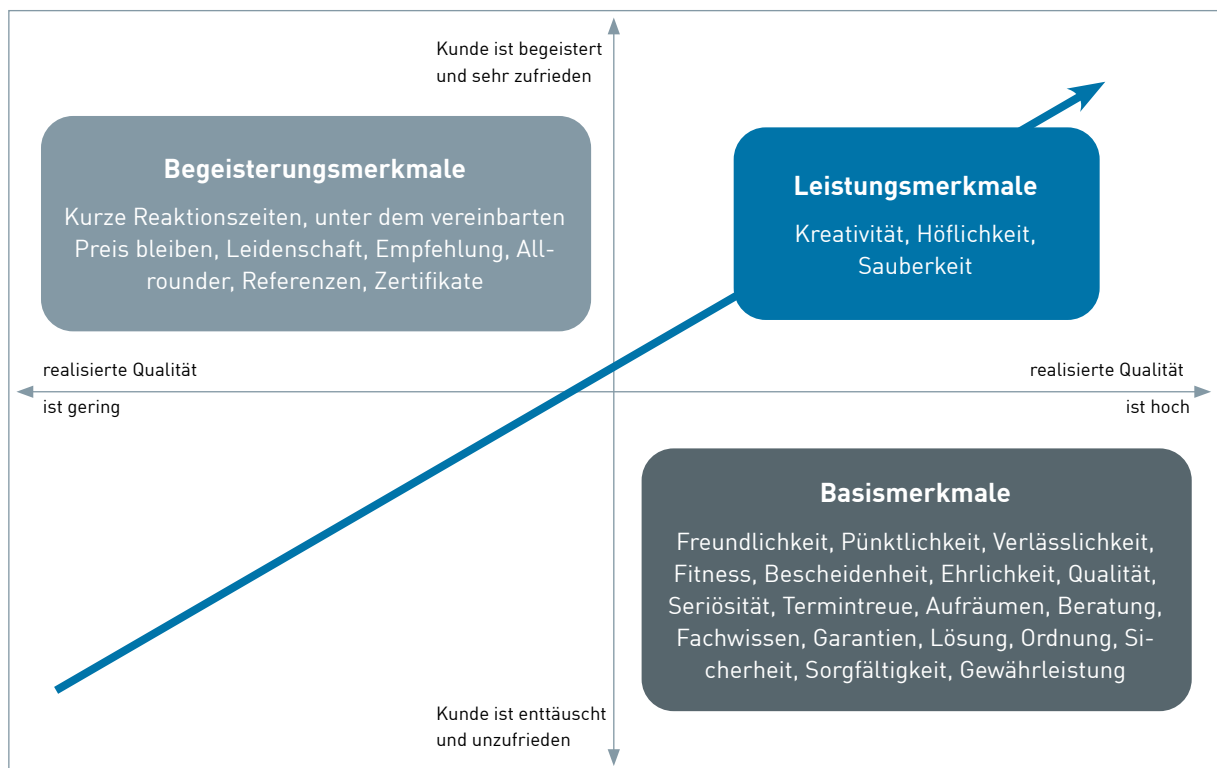 Kunde ist begeistert
und sehr zufrieden
Begeisterungsmerkmale
Kurze Reaktionszeiten, unter dem vereinbarten
Preis bleiben, Leidenschaft, Empfehlung, All-
rounder, Referenzen, Zertifikate
Leistungsmerkmale
Kreativität, Höflichkeit,
Sauberkeit
realisierte Qualität
ist gering
realisierte Qualität
ist hoch
Basismerkmale
Freundlichkeit, Pünktlichkeit, Verlässlichkeit,
Fitness, Bescheidenheit, Ehrlichkeit, Qualität,
Seriösität, Termintreue, Aufräumen, Beratung,
Fachwissen, Garantien, Lösung, Ordnung, Si-
cherheit, Sorgfältigkeit, Gewährleistung
Kunde ist enttäuscht
und unzufrieden